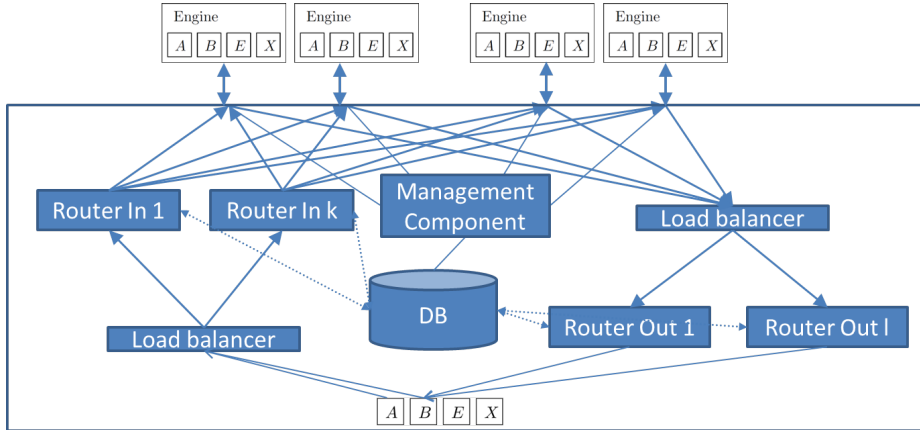 Engine
A B E X
Engine
A B E X
Engine
A B E X
Engine
A B E X
Router In 1
Router In k
Management
Component
Load balancer
DB
Router Out 1
Router Out l
Load balancer
A B E X